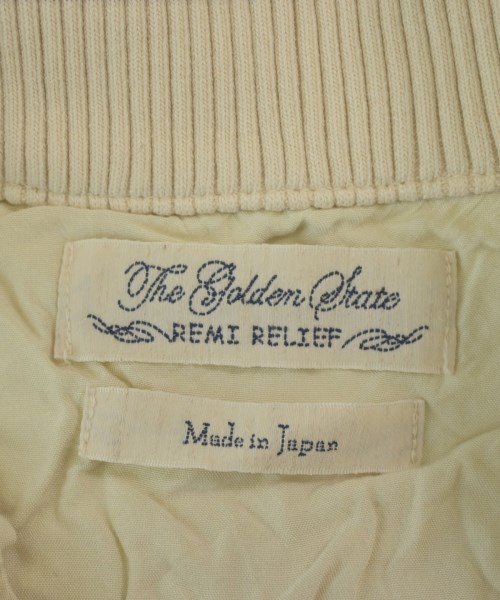 The Golden State
REMI RELIEF
Made in Japan